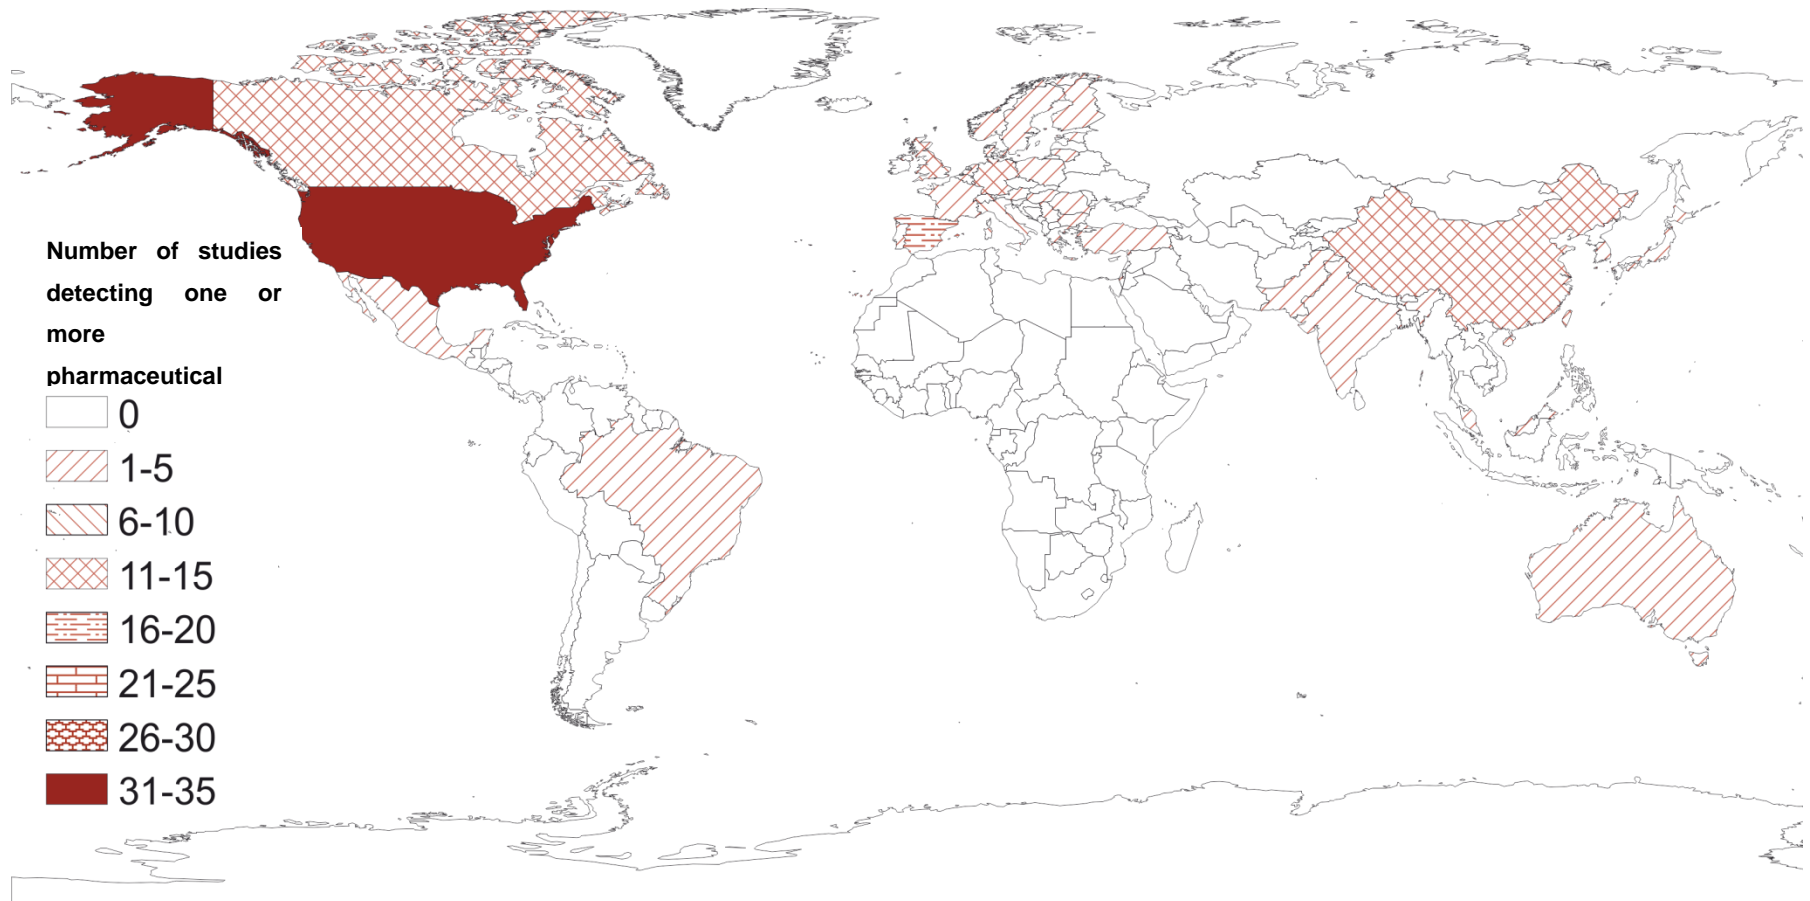 Number of studies
detecting one or
more
pharmaceutical
0
1-5
6-10
11-15
16-20
21-25
26-30
31-35